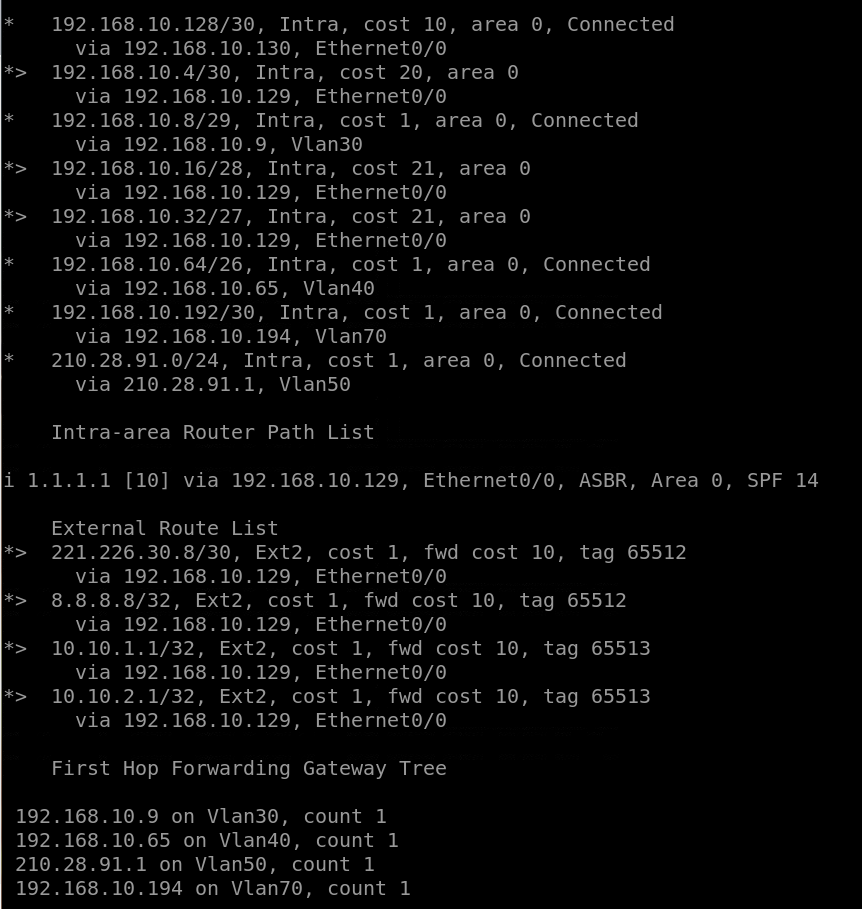 *   192.168.10.128/30, Intra, cost 10, area 0, Connected
      via 192.168.10.130, Ethernet0/0
*>  192.168.10.4/30, Intra, cost 20, area 0
      via 192.168.10.129, Ethernet0/0
*   192.168.10.8/29, Intra, cost 1, area 0, Connected
      via 192.168.10.9, Vlan30
*>  192.168.10.16/28, Intra, cost 21, area 0
      via 192.168.10.129, Ethernet0/0
*>  192.168.10.32/27, Intra, cost 21, area 0
      via 192.168.10.129, Ethernet0/0
*   192.168.10.64/26, Intra, cost 1, area 0, Connected
      via 192.168.10.65, Vlan40
*   192.168.10.192/30, Intra, cost 1, area 0, Connected
      via 192.168.10.194, Vlan70
*   210.28.91.0/24, Intra, cost 1, area 0, Connected
      via 210.28.91.1, Vlan50
    Intra-area Router Path List
i 1.1.1.1 [10] via 192.168.10.129, Ethernet0/0, ASBR, Area 0, SPF 14
    External Route List
*>  221.226.30.8/30, Ext2, cost 1, fwd cost 10, tag 65512
      via 192.168.10.129, Ethernet0/0
*>  8.8.8.8/32, Ext2, cost 1, fwd cost 10, tag 65512
      via 192.168.10.129, Ethernet0/0
*>  10.10.1.1/32, Ext2, cost 1, fwd cost 10, tag 65513
      via 192.168.10.129, Ethernet0/0
*>  10.10.2.1/32, Ext2, cost 1, fwd cost 10, tag 65513
      via 192.168.10.129, Ethernet0/0
    First Hop Forwarding Gateway Tree
 192.168.10.9 on Vlan30, count 1
 192.168.10.65 on Vlan40, count 1
 210.28.91.1 on Vlan50, count 1
 192.168.10.194 on Vlan70, count 1